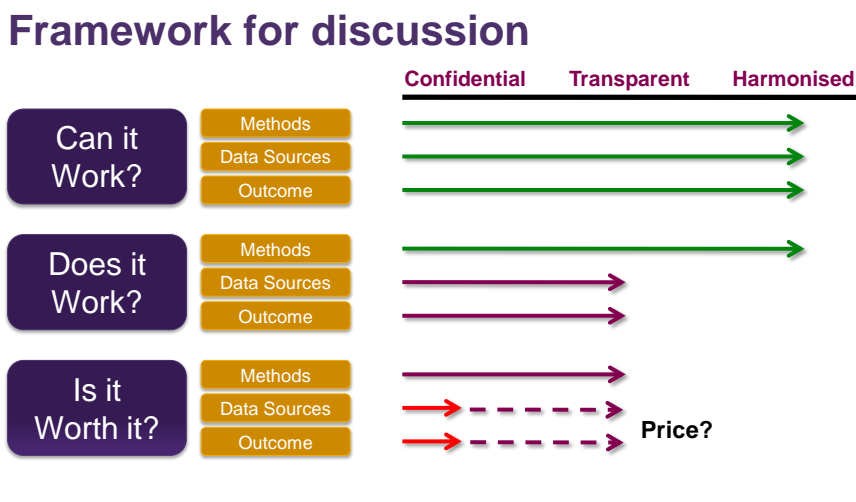 Framework for discussion
Confidential Transparent Harmonised
Can it
Work?
Methods
Data Sources
Outcome
Does it
Work?
Methods
Data Sources
Outcome
Is it
Worth it?
Methods
Data Sources
Outcome
Price?